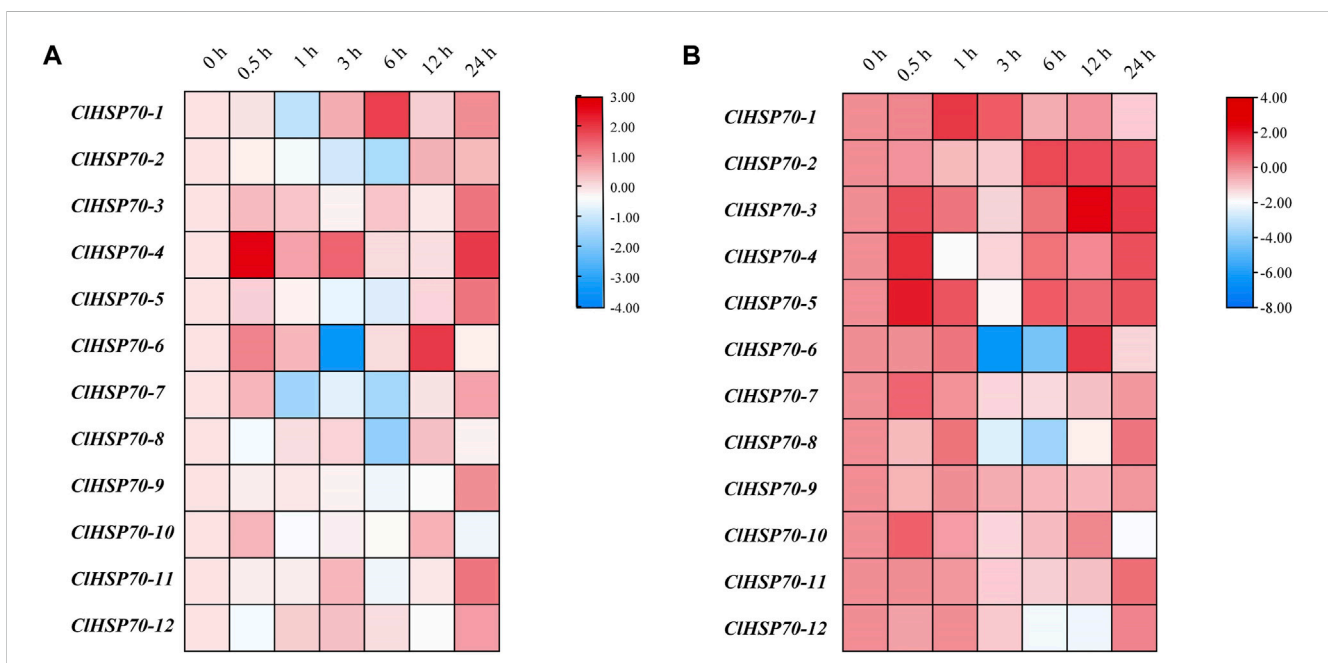 A
0 h 0.5 h 1 h 3 h 6 h 12 h 24 h
ClHSP70-1
ClHSP70-2
ClHSP70-3
ClHSP70-4
ClHSP70-5
ClHSP70-6
ClHSP70-7
ClHSP70-8
ClHSP70-9
ClHSP70-10
ClHSP70-11
ClHSP70-12
3.00
2.00
1.00
0.00
-1.00
-2.00
-3.00
-4.00
B
0 h 0.5 h 1 h 3 h 6 h 12 h 24 h
ClHSP70-1
ClHSP70-2
ClHSP70-3
ClHSP70-4
ClHSP70-5
ClHSP70-6
ClHSP70-7
ClHSP70-8
ClHSP70-9
ClHSP70-10
ClHSP70-11
ClHSP70-12
4.00
2.00
0.00
-2.00
-4.00
-6.00
-8.00